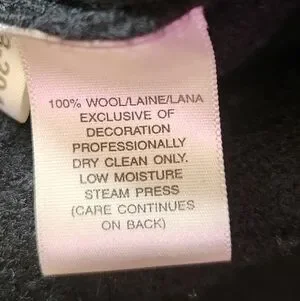 100% WOOL/LAINE/LANA
EXCLUSIVE OF
DECORATION
PROFESSIONALLY
DRY CLEAN ONLY.
LOW MOISTURE
STEAM PRESS
(CARE CONTINUES
ON BACK)